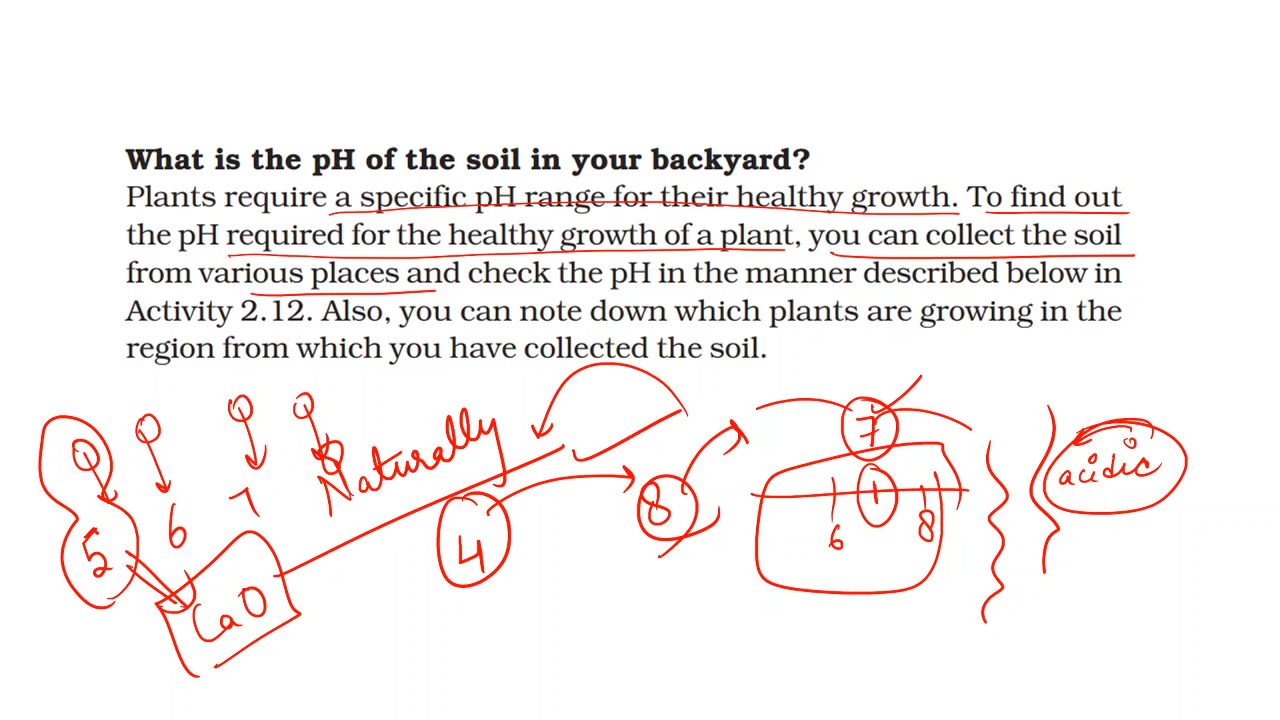 What is the pH of the soil in your backyard?
Plants require a specific pH range for their healthy growth. To find out
the pH required for the healthy growth of a plant, you can collect the soil
from various places and check the pH in the manner described below in
Activity 2.12. Also, you can note down which plants are growing in the
region from which you have collected the soil.
Naturally
7
acidic
5 6 7
4 8
6 1 8
CaO